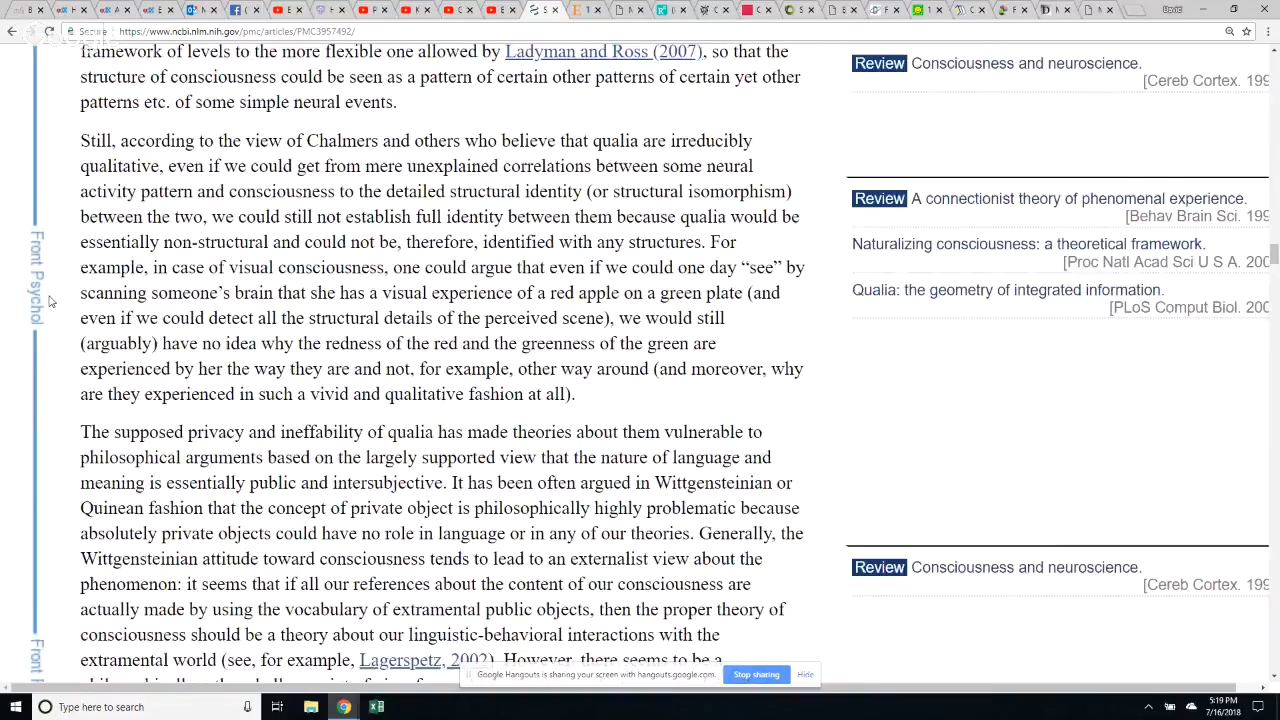 Secure
https://www.ncbi.nlm.nih.gov/pmc/articles/PMC3957492/
framework of levels to the more flexible one allowed by Ladyman and Ross (2007), so that the
structure of consciousness could be seen as a pattern of certain other patterns of certain yet other
patterns etc. of some simple neural events.
Still, according to the view of Chalmers and others who believe that qualia are irreducibly
qualitative, even if we could get from mere unexplained correlations between some neural
activity pattern and consciousness to the detailed structural identity (or structural isomorphism)
between the two, we could still not establish full identity between them because qualia would be
essentially non-structural and could not be, therefore, identified with any structures. For
example, in case of visual consciousness, one could argue that even if we could one day “see” by
scanning someone’s brain that she has a visual experience of a red apple on a green plate (and
even if we could detect all the structural details of the perceived scene), we would still
(arguably) have no idea why the redness of the red and the greenness of the green are
experienced by her the way they are and not, for example, other way around (and moreover, why
are they experienced in such a vivid and qualitative fashion at all).
The supposed privacy and ineffability of qualia has made theories about them vulnerable to
philosophical arguments based on the largely supported view that the nature of language and
meaning is essentially public and intersubjective. It has been often argued in Wittgensteinian or
Quinean fashion that the concept of private object is philosophically highly problematic because
absolutely private objects could have no role in language or in any of our theories. Generally, the
Wittgensteinian attitude toward consciousness tends to lead to an externalist view about the
phenomenon: it seems that if all our references about the content of our consciousness are
actually made by using the vocabulary of extramental public objects, then the proper theory of
consciousness should be a theory about our linguistic-behavioral interactions with the
extramental world (see, for example, Lagerspetz, 2002). However, there seems to be a
Front Psychol
Front
Review Consciousness and neuroscience.
[Cereb Cortex. 199
Review A connectionist theory of phenomenal experience.
[Behav Brain Sci. 199
Naturalizing consciousness: a theoretical framework.
[Proc Natl Acad Sci U S A. 200
Qualia: the geometry of integrated information.
[PLoS Comput Biol. 200
Review Consciousness and neuroscience.
[Cereb Cortex. 199
Google Hangouts is sharing your screen with hangouts.google.com.
Stop sharing
Hide
Type here to search
5:19 PM
7/16/2018